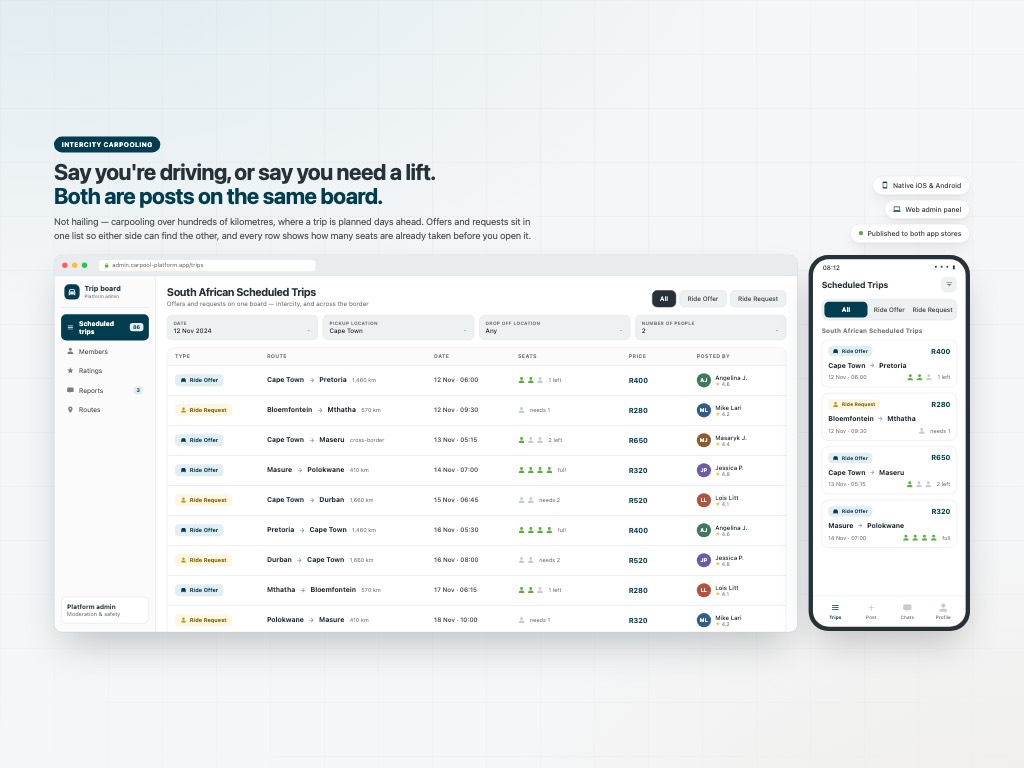 INTERCITY CARPOOLING
Say you're driving, or say you need a lift.
Both are posts on the same board.
Not hailing — carpooling over hundreds of kilometres, where a trip is planned days ahead. Offers and requests sit in
one list so either side can find the other, and every row shows how many seats are already taken before you open it.
Native iOS & Android
Web admin panel
Published to both app stores
admin.carpool-platform.app/trips
Trip board
Platform admin
Scheduled trips 86
Members
Ratings
Reports 3
Routes
Platform admin
Moderation & safety
South African Scheduled Trips
Offers and requests on one board — intercity, and across the border
All Ride Offer Ride Request
DATE PICKUP LOCATION DROP OFF LOCATION NUMBER OF PEOPLE
12 Nov 2024 Cape Town Any 2
TYPE ROUTE DATE SEATS PRICE POSTED BY
Ride Offer Cape Town → Pretoria 1,460 km 12 Nov · 06:00 1 left R400 AJ Angelina J. ★ 4.6
Ride Request Bloemfontein → Mthatha 570 km 12 Nov · 09:30 needs 1 R280 ML Mike Lari ★ 4.2
Ride Offer Cape Town → Maseru cross-border 13 Nov · 05:15 2 left R650 MJ Masaryk J. ★ 4.4
Ride Offer Masure → Polokwane 410 km 14 Nov · 07:00 full R320 JP Jessica P. ★ 4.8
Ride Request Cape Town → Durban 1,660 km 15 Nov · 06:45 needs 2 R520 LL Lois Litt ★ 4.1
Ride Offer Pretoria → Cape Town 1,460 km 16 Nov · 05:30 full R400 AJ Angelina J. ★ 4.6
Ride Request Durban → Cape Town 1,660 km 16 Nov · 08:00 needs 2 R520 JP Jessica P. ★ 4.8
Ride Offer Mthatha → Bloemfontein 570 km 17 Nov · 06:15 1 left R280 LL Lois Litt ★ 4.1
Ride Request Polokwane → Masure 410 km 18 Nov · 10:00 needs 1 R320 ML Mike Lari ★ 4.2
08:12
Scheduled Trips
All Ride Offer Ride Request
South African Scheduled Trips
Ride Offer R400
Cape Town → Pretoria
12 Nov · 06:00 1 left
Ride Request R280
Bloemfontein → Mthatha
12 Nov · 09:30 needs 1
Ride Offer R650
Cape Town → Maseru
13 Nov · 05:15 2 left
Ride Offer R320
Masure → Polokwane
14 Nov · 07:00 full
Trips Post Chats Profile